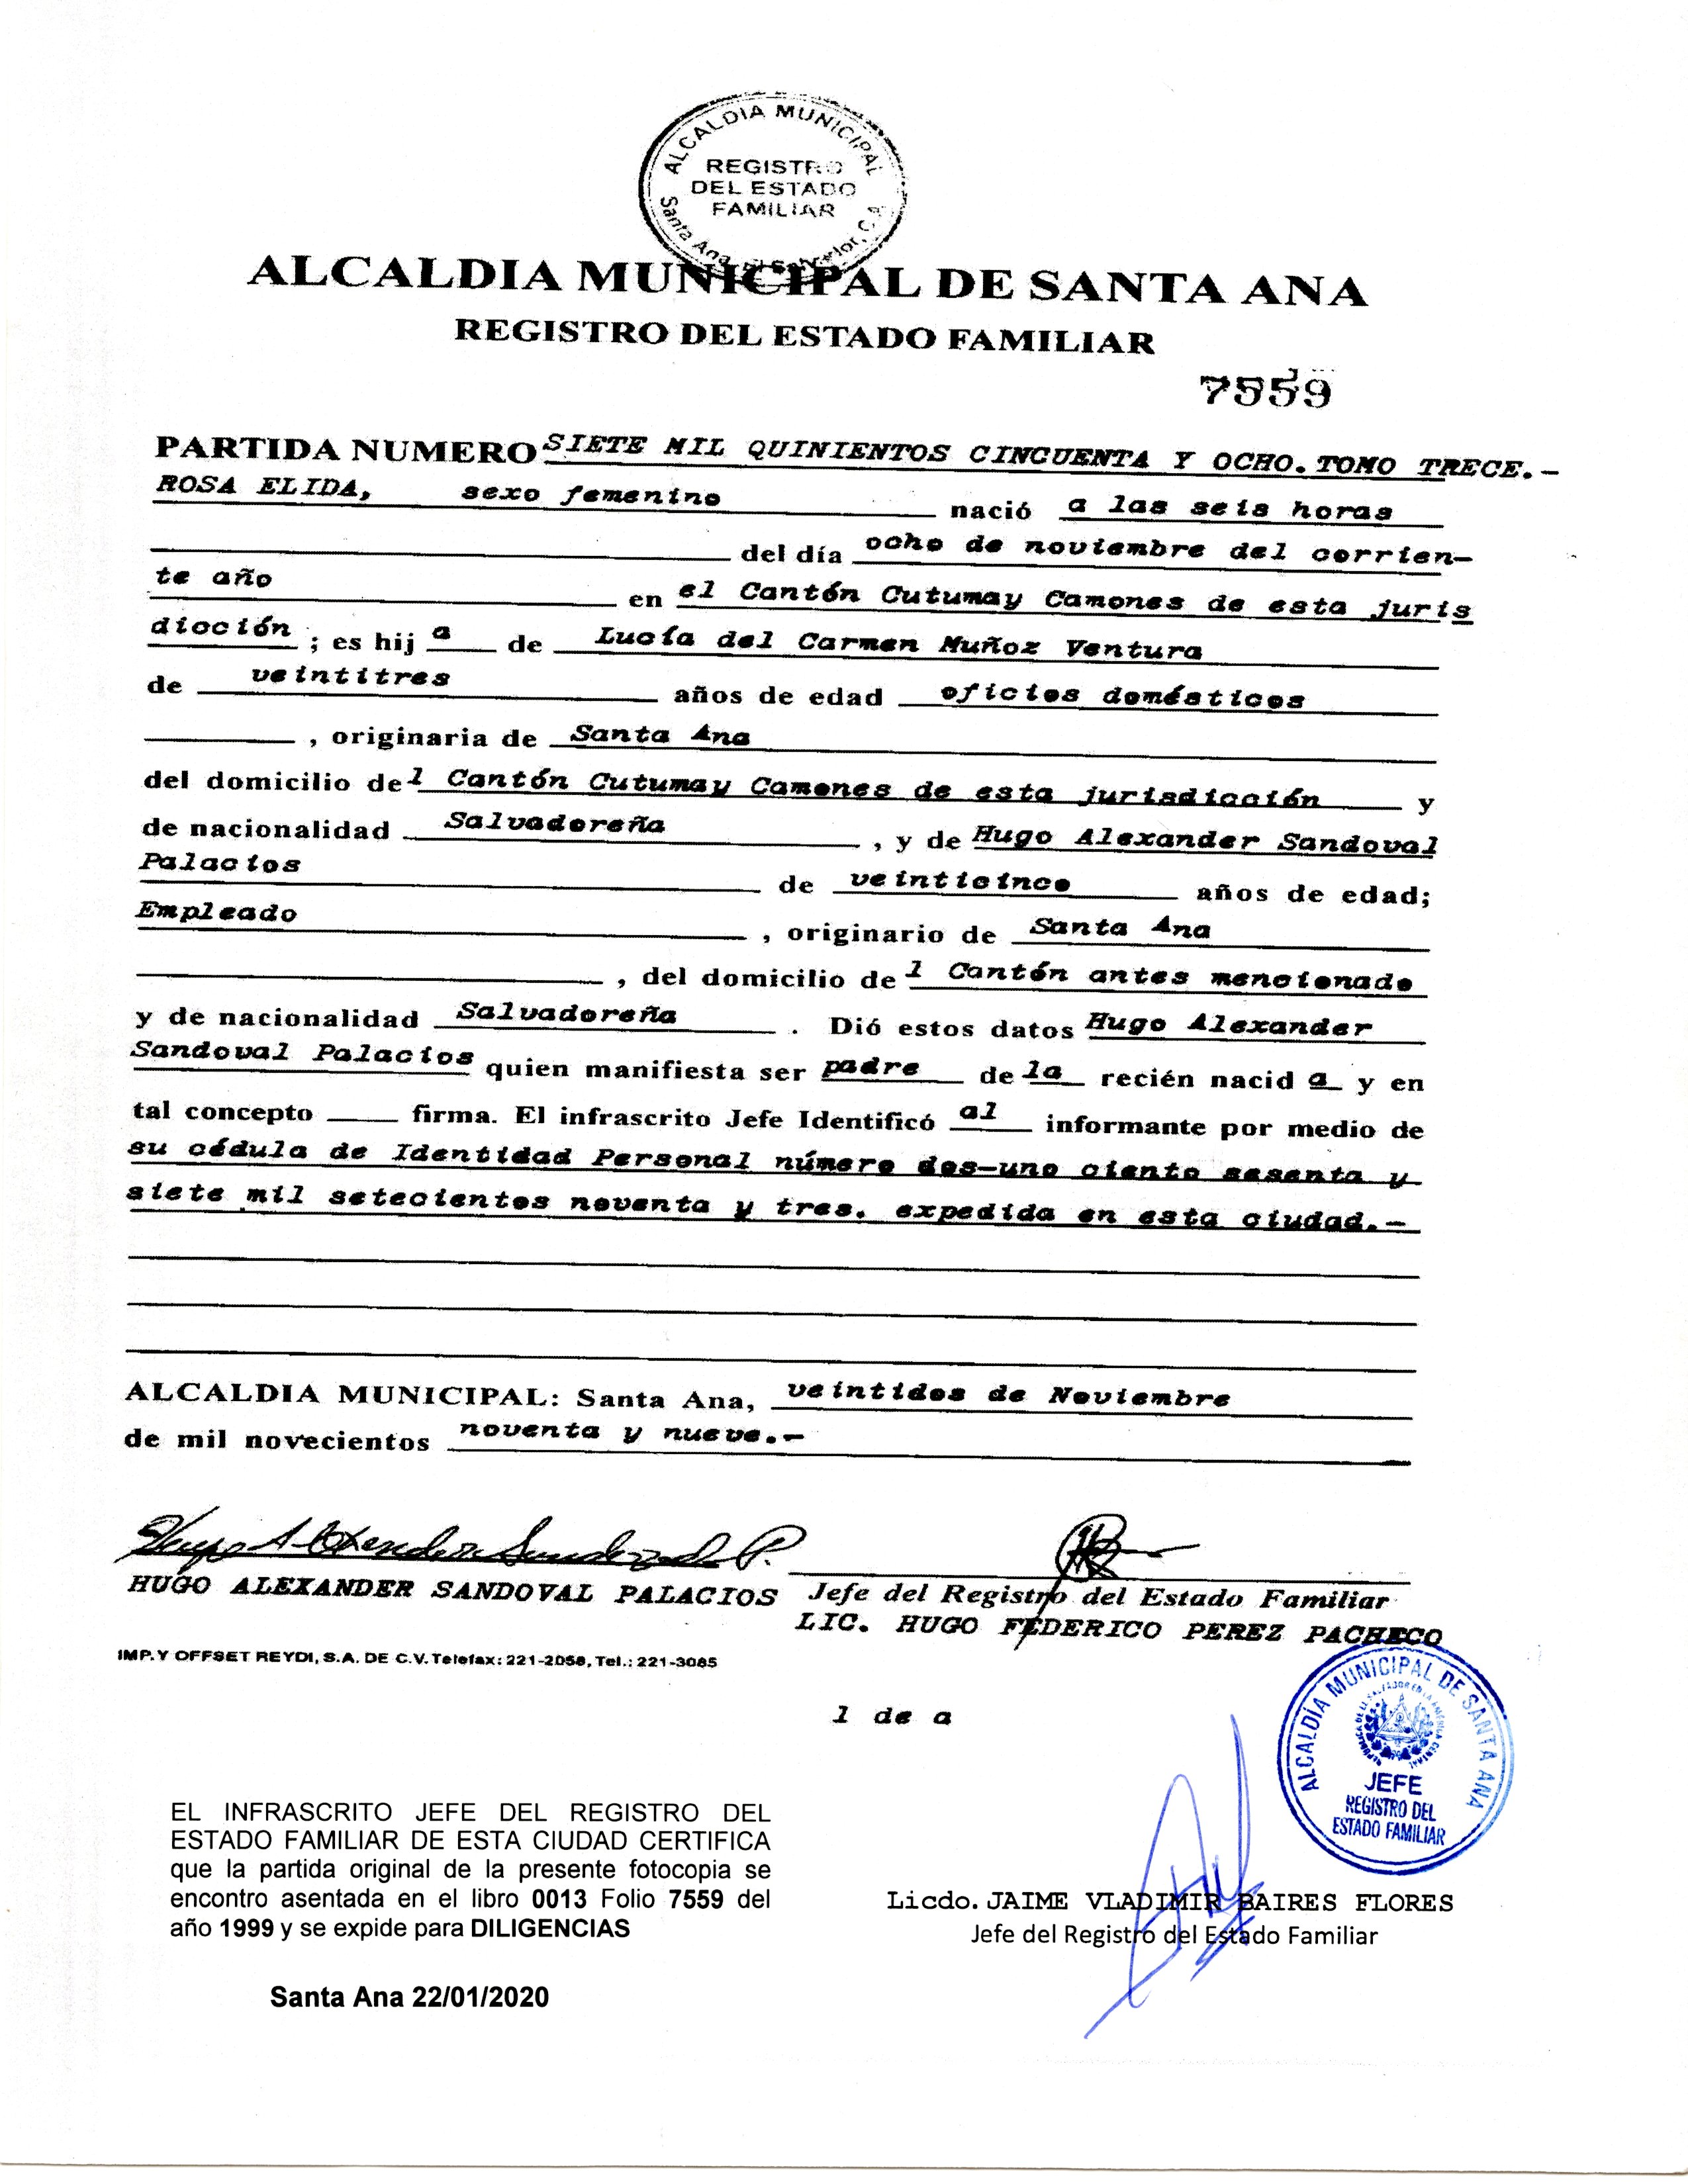 ALCALDIA MUNICIPAL
REGISTRO
DEL ESTADO
FAMILIAR
Santa Ana, El Salvador, C.A.
ALCALDIA MUNICIPAL DE SANTA ANA
REGISTRO DEL ESTADO FAMILIAR
7559
PARTIDA NUMERO SIETE MIL QUINIENTOS CINCUENTA Y OCHO. TOMO TRECE.-
ROSA ELIDA, sexo femenino nació a las seis horas
del día ocho de noviembre del corrien-
te año en el Cantón Cutumay Camones de esta juris
dicción ; es hij a de Lucía del Carmen Muñoz Ventura
de veintitres años de edad oficios domésticos
, originaria de Santa Ana
del domicilio de l Cantón Cutumay Camones de esta jurisdicción y
de nacionalidad Salvadoreña , y de Hugo Alexander Sandoval
Palacios de veinticinco años de edad;
Empleado , originario de Santa Ana
, del domicilio de l Cantón antes mencionado
y de nacionalidad Salvadoreña . Dió estos datos Hugo Alexander
Sandoval Palacios quien manifiesta ser padre de la recién nacid a y en
tal concepto firma. El infrascrito Jefe Identificó al informante por medio de
su cédula de Identidad Personal número dos-uno ciento sesenta y
siete mil setecientos noventa y tres. expedida en esta ciudad.-
ALCALDIA MUNICIPAL: Santa Ana, veintidos de Noviembre
de mil novecientos noventa y nueve.-
Hugo Alexander Sandoval P.
HUGO ALEXANDER SANDOVAL PALACIOS Jefe del Registro del Estado Familiar
LIC. HUGO FEDERICO PEREZ PACHECO
IMP. Y OFFSET REYDI, S.A. DE C.V. Telefax: 221-2058, Tel.: 221-3085
l de a
ALCALDÍA MUNICIPAL DE SANTA ANA
JEFE
REGISTRO DEL
ESTADO FAMILIAR
EL INFRASCRITO JEFE DEL REGISTRO DEL
ESTADO FAMILIAR DE ESTA CIUDAD CERTIFICA
que la partida original de la presente fotocopia se
encontro asentada en el libro 0013 Folio 7559 del
año 1999 y se expide para DILIGENCIAS
Licdo. JAIME VLADIMIR BAIRES FLORES
Jefe del Registro del Estado Familiar
Santa Ana 22/01/2020